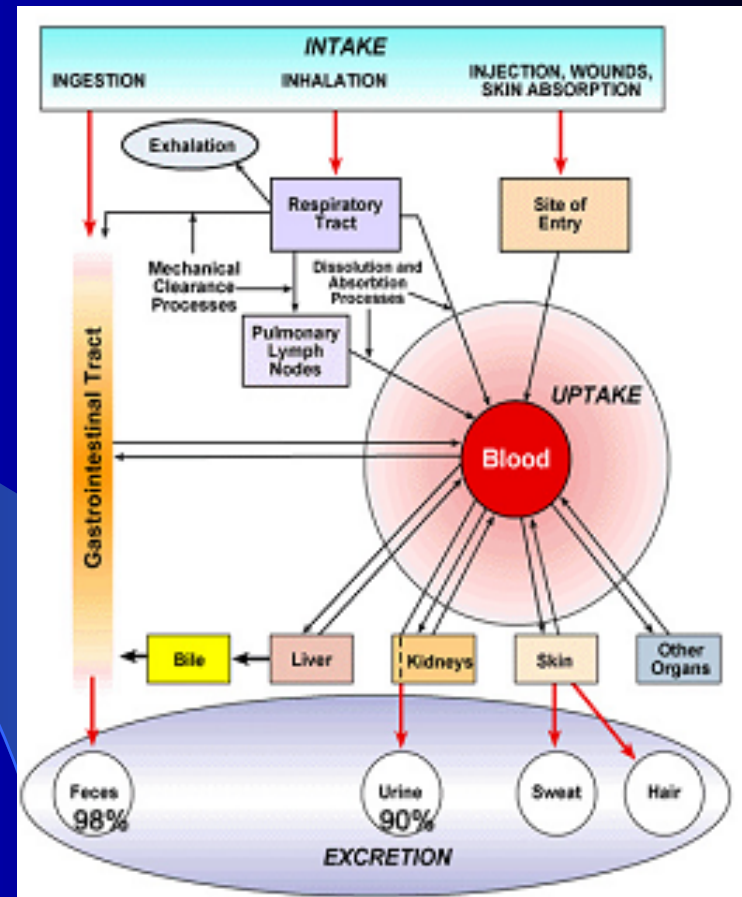 INTAKE
INGESTION
INHALATION
INJECTION, WOUNDS,
SKIN ABSORPTION
Exhalation
Respiratory
Tract
Site of
Entry
Mechanical
Clearance
Processes
Dissolution and
Absorbtion
Processes
Pulmonary
Lymph
Nodes
UPTAKE
Blood
Gastrointestinal Tract
Bile
Liver
Kidneys
Skin
Other
Organs
Feces
98%
Urine
90%
Sweat
Hair
EXCRETION